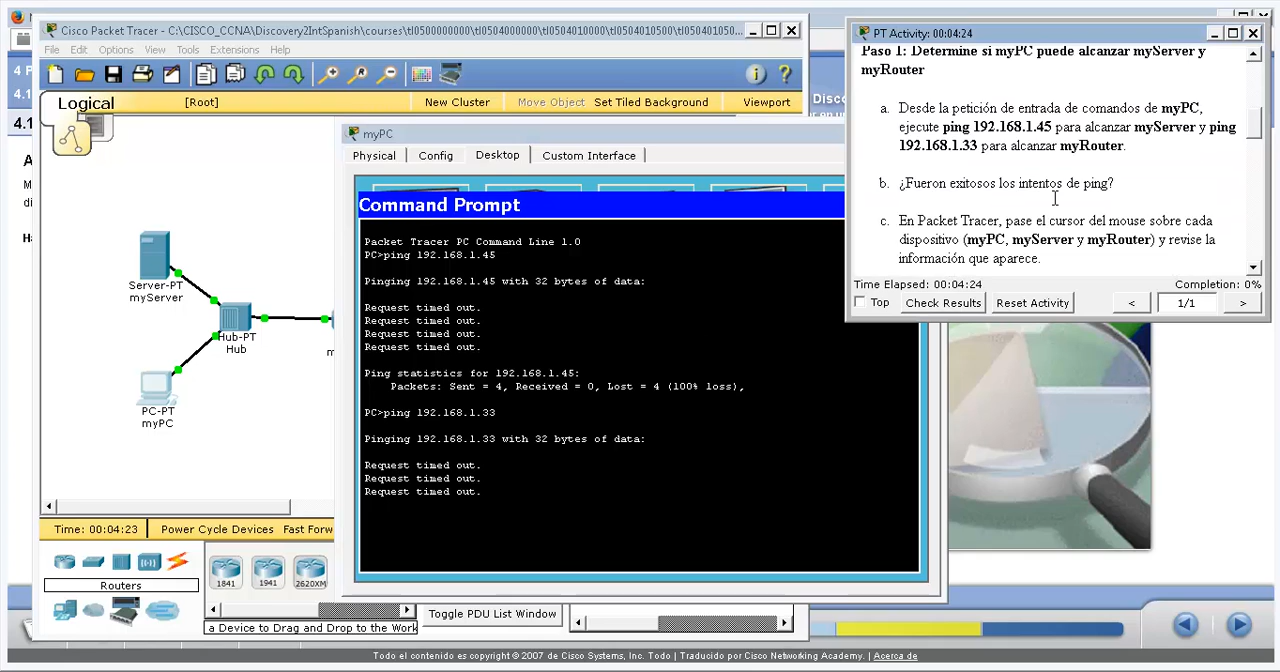 Cisco Packet Tracer - C:\CISCO_CCNA\Discovery2IntSpanish\courses\tl0500000000\tl0504000000\tl0504010000\tl0504010500\tl050401050...
File Edit Options View Tools Extensions Help
Logical
[Root]
New Cluster
Move Object
Set Tiled Background
Viewport
4 P
4.1
4.1
Disco
Server-PT
myServer
Hub-PT
Hub
PC-PT
myPC
myPC
Physical
Config
Desktop
Custom Interface
Command Prompt
Packet Tracer PC Command Line 1.0
PC>ping 192.168.1.45
Pinging 192.168.1.45 with 32 bytes of data:
Request timed out.
Request timed out.
Request timed out.
Request timed out.
Ping statistics for 192.168.1.45:
Packets: Sent = 4, Received = 0, Lost = 4 (100% loss),
PC>ping 192.168.1.33
Pinging 192.168.1.33 with 32 bytes of data:
Request timed out.
Request timed out.
Request timed out.
PT Activity: 00:04:24
Paso 1: Determine si myPC puede alcanzar myServer y
myRouter
a. Desde la petición de entrada de comandos de myPC,
ejecute ping 192.168.1.45 para alcanzar myServer y ping
192.168.1.33 para alcanzar myRouter.
b. ¿Fueron exitosos los intentos de ping?
c. En Packet Tracer, pase el cursor del mouse sobre cada
dispositivo (myPC, myServer y myRouter) y revise la
información que aparece.
Time Elapsed: 00:04:24
Completion: 0%
Top
Check Results
Reset Activity
<
1/1
>
Time: 00:04:23
Power Cycle Devices
Fast Forw
Routers
1841
1941
2620XM
a Device to Drag and Drop to the Work
Toggle PDU List Window
Todo el contenido es copyright © 2007 de Cisco Systems, Inc. Todo | Traducido por Cisco Networking Academy. | Acerca de